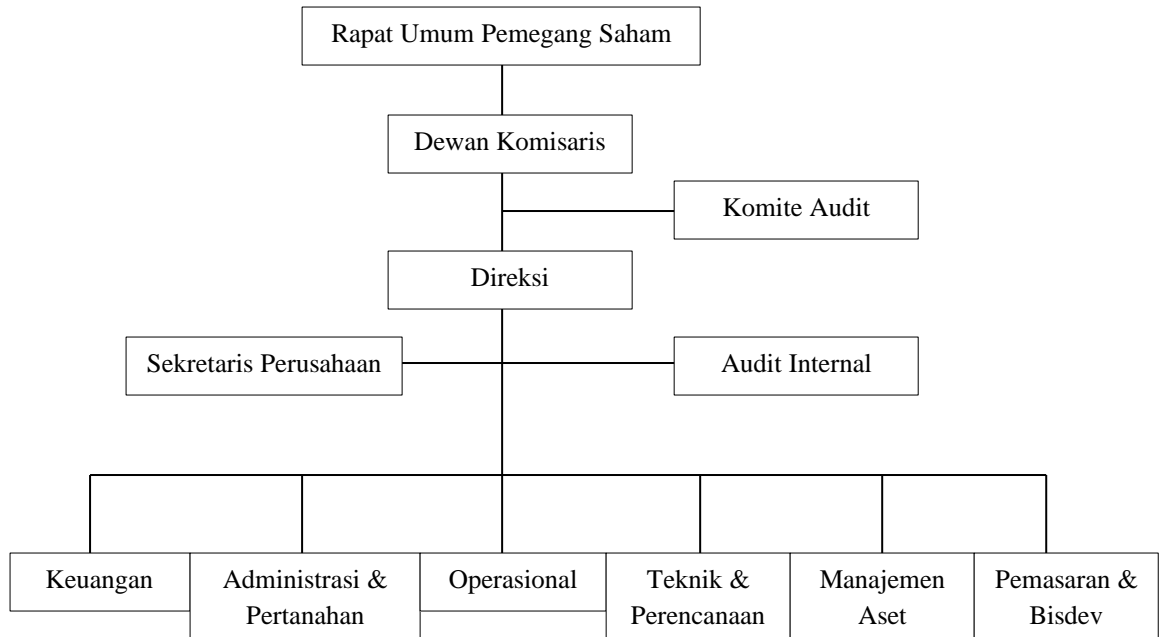 Rapat Umum Pemegang Saham
Dewan Komisaris
Komite Audit
Direksi
Sekretaris Perusahaan
Audit Internal
Keuangan
Administrasi &
Pertanahan
Operasional
Teknik &
Perencanaan
Manajemen
Aset
Pemasaran &
Bisdev